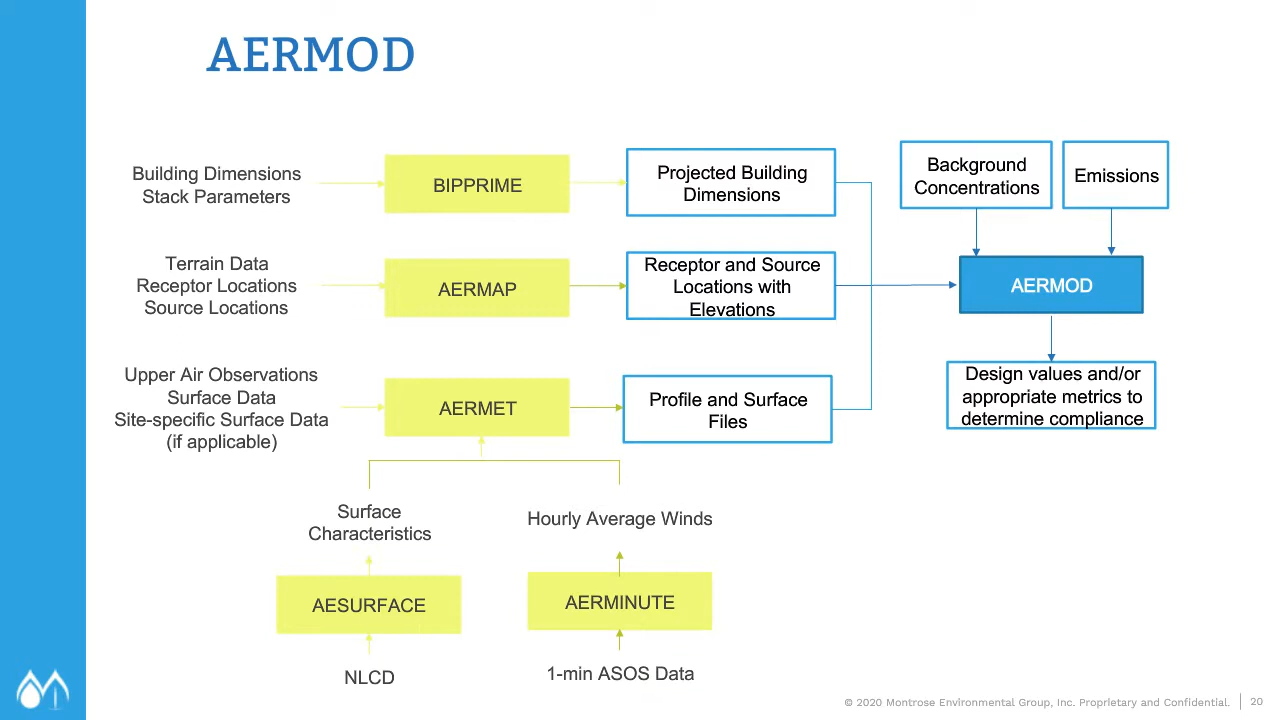 AERMOD
Building Dimensions
Stack Parameters
BIPPRIME
Projected Building
Dimensions
Background
Concentrations
Emissions
Terrain Data
Receptor Locations
Source Locations
AERMAP
Receptor and Source
Locations with
Elevations
AERMOD
Upper Air Observations
Surface Data
Site-specific Surface Data
(if applicable)
AERMET
Profile and Surface
Files
Design values and/or
appropriate metrics to
determine compliance
Surface
Characteristics
Hourly Average Winds
AESURFACE
AERMINUTE
NLCD
1-min ASOS Data
© 2020 Montrose Environmental Group, Inc. Proprietary and Confidential.
20